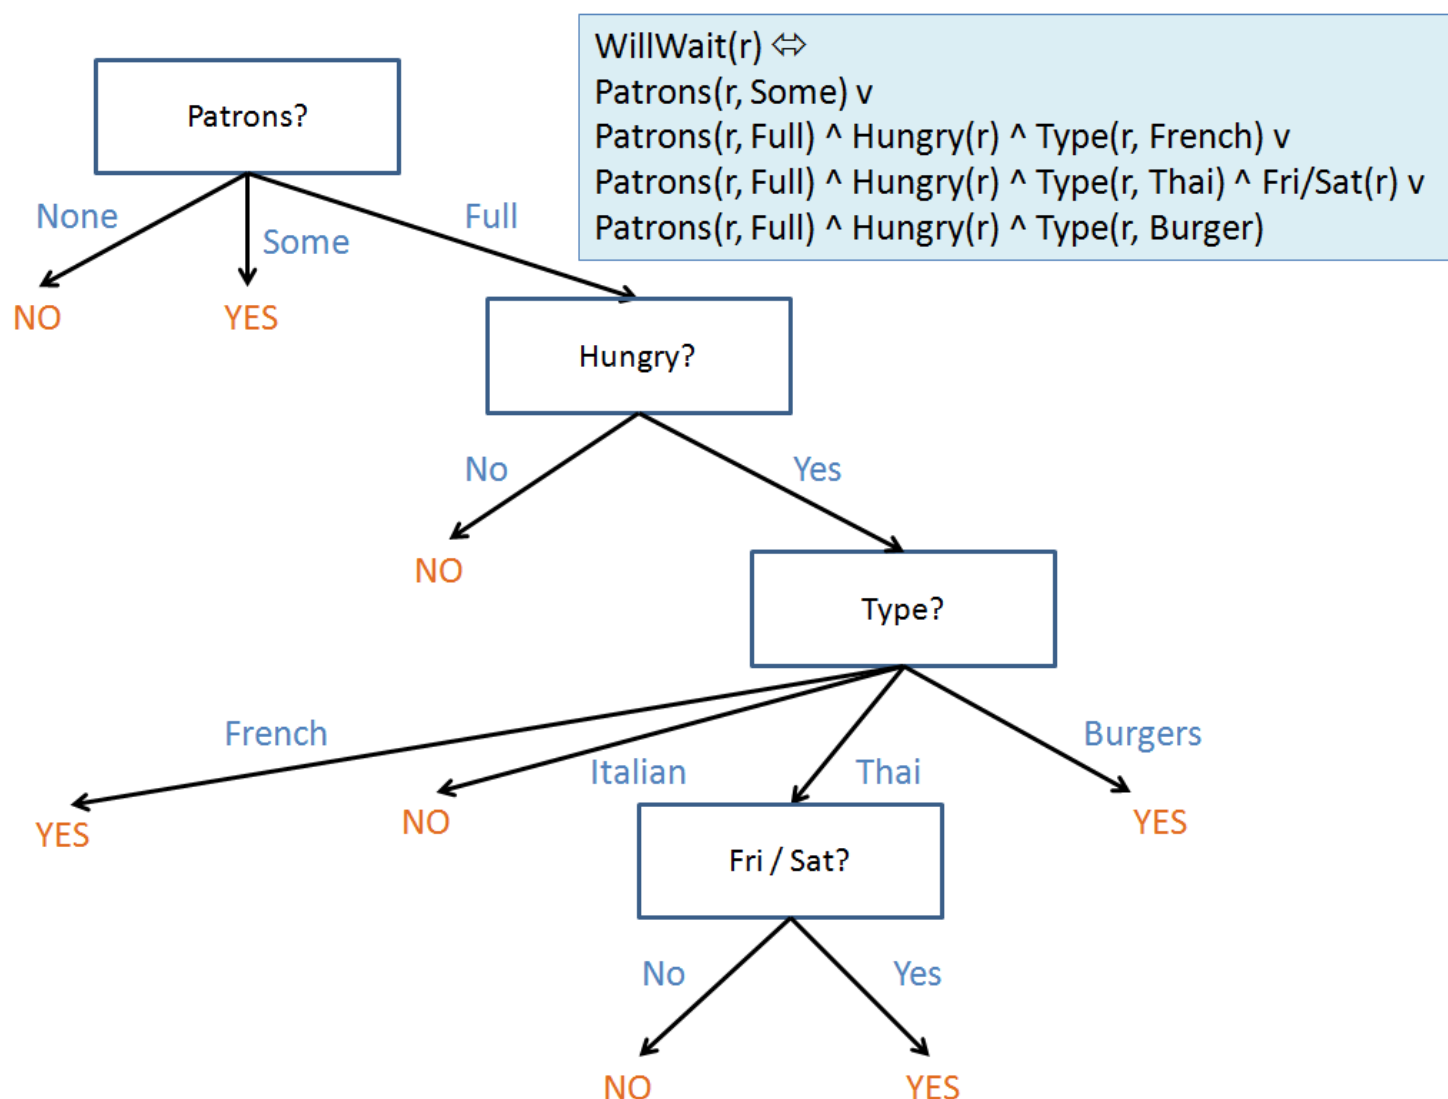 WillWait(r) ⇔
Patrons(r, Some) v
Patrons(r, Full) ^ Hungry(r) ^ Type(r, French) v
Patrons(r, Full) ^ Hungry(r) ^ Type(r, Thai) ^ Fri/Sat(r) v
Patrons(r, Full) ^ Hungry(r) ^ Type(r, Burger)
Patrons?
None
Some
Full
NO
YES
Hungry?
No
Yes
NO
Type?
French
Italian
Thai
Burgers
YES
NO
YES
Fri / Sat?
No
Yes
NO
YES